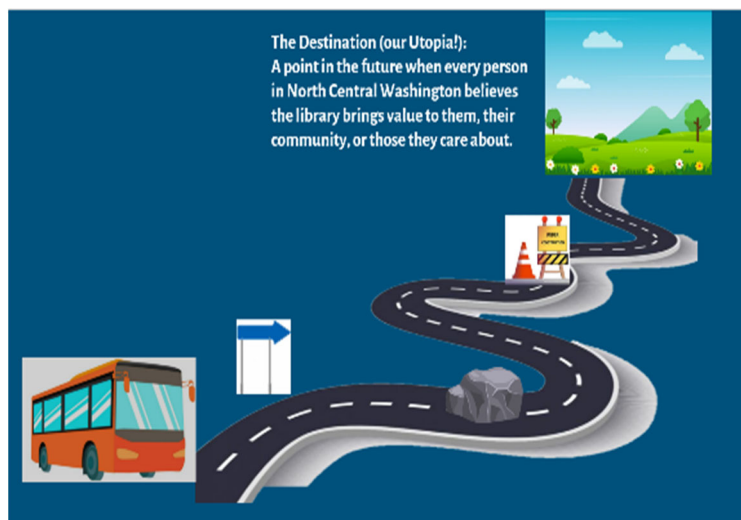 The Destination (our Utopia!):
A point in the future when every person
in North Central Washington believes
the library brings value to them, their
community, or those they care about.